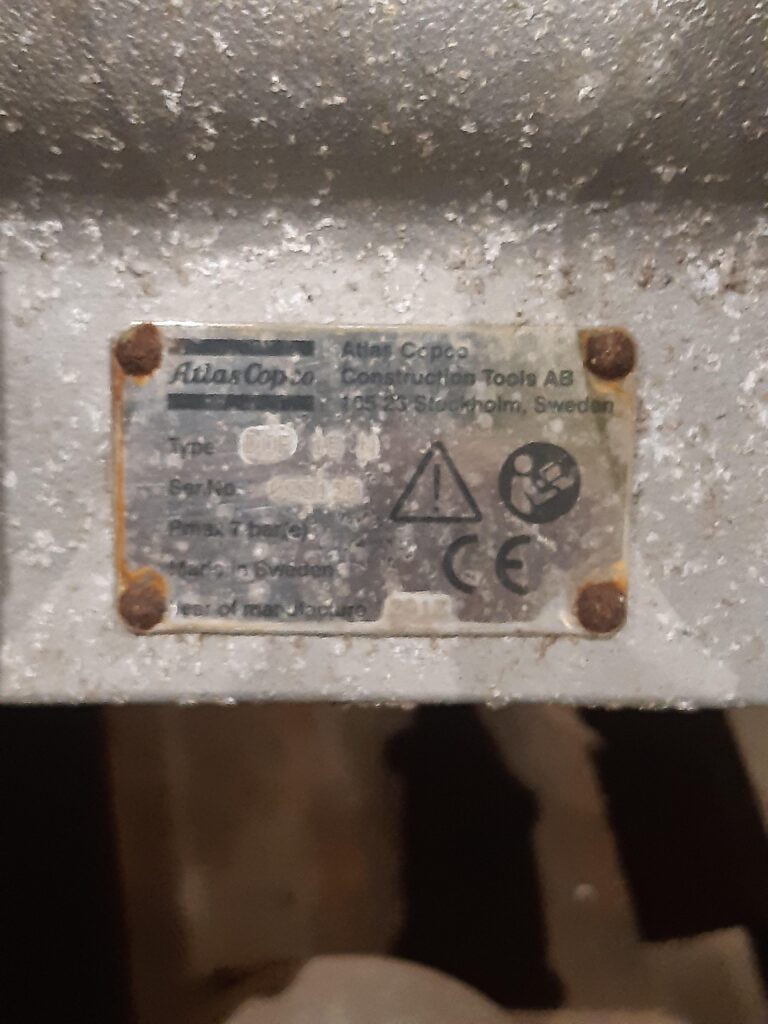 Atlas Copco
Atlas Copco
Construction Tools AB
105 23 Stockholm, Sweden
Type
Ser.No.
Pmax 7 bar(e)
Made in Sweden
Year of manufacture
CE